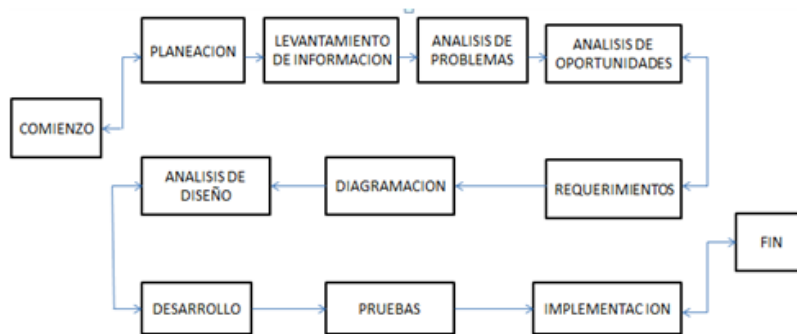 COMIENZO
PLANEACION
LEVANTAMIENTO
DE INFORMACION
ANALISIS DE
PROBLEMAS
ANALISIS DE
OPORTUNIDADES
REQUERIMIENTOS
DIAGRAMACION
ANALISIS DE
DISEÑO
DESARROLLO
PRUEBAS
IMPLEMENTACION
FIN